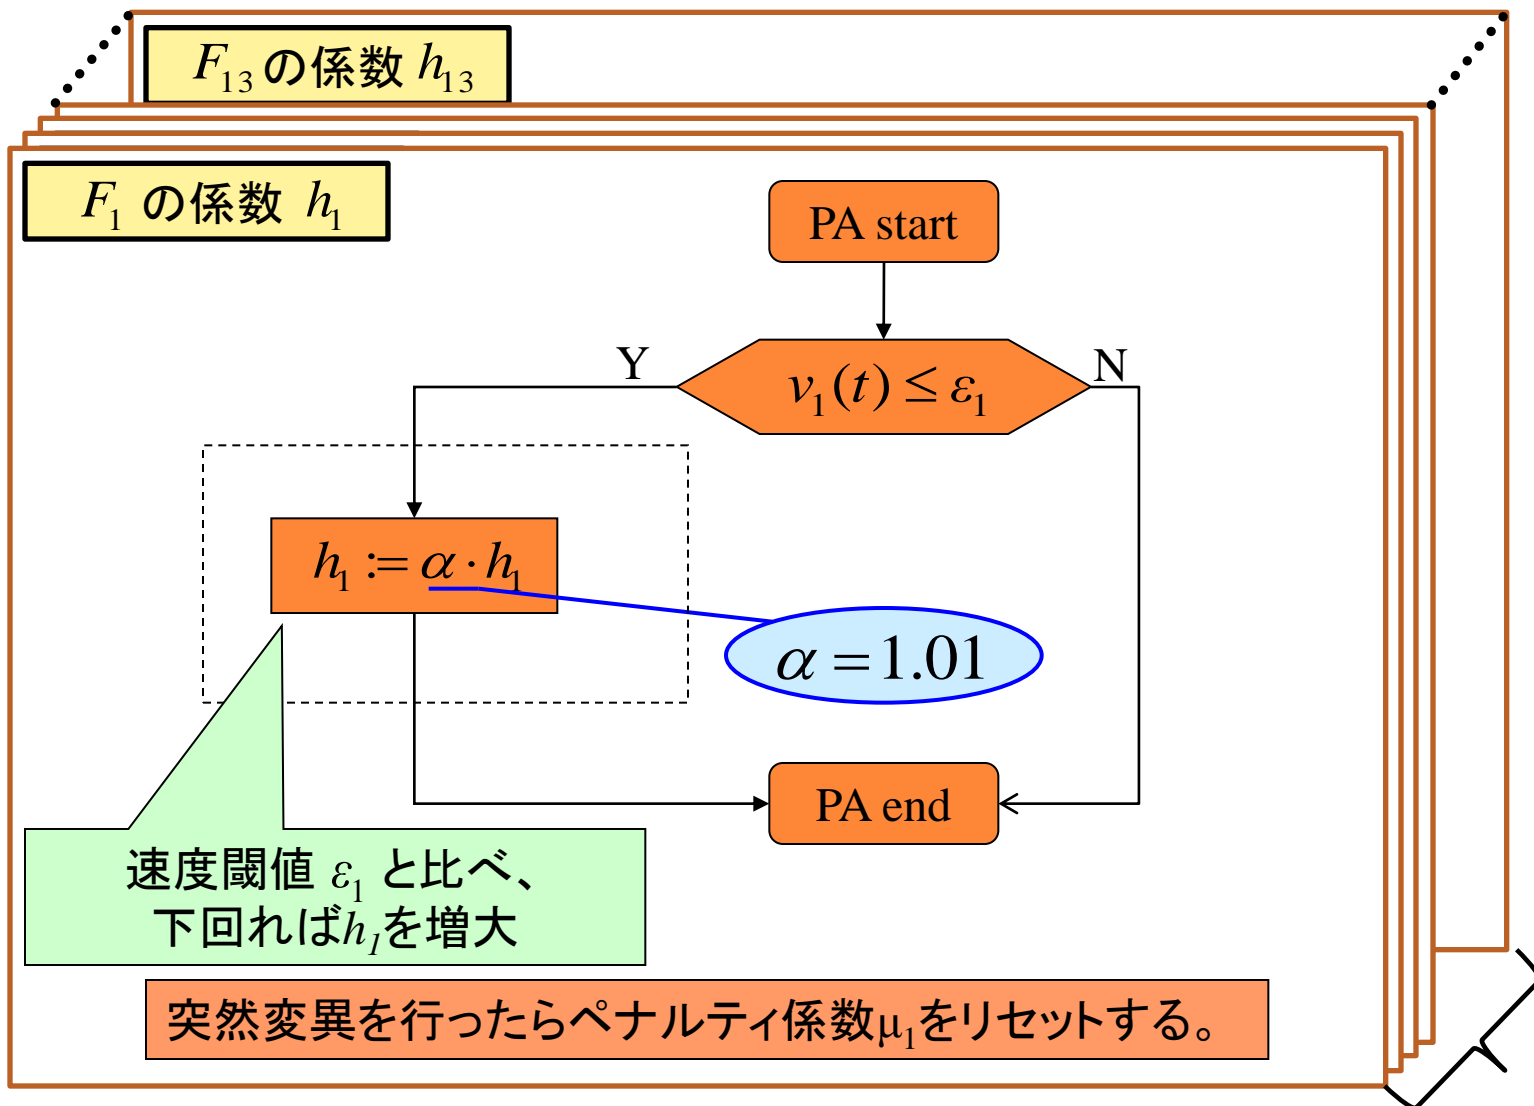 F₁₃ の係数 h₁₃
F₁ の係数 h₁
PA start
Y
v₁(t) ≤ ε₁
N
h₁ := α · h₁
α = 1.01
PA end
速度閾値 ε₁ と比べ、
下回ればh₁を増大
突然変異を行ったらペナルティ係数μ₁をリセットする。